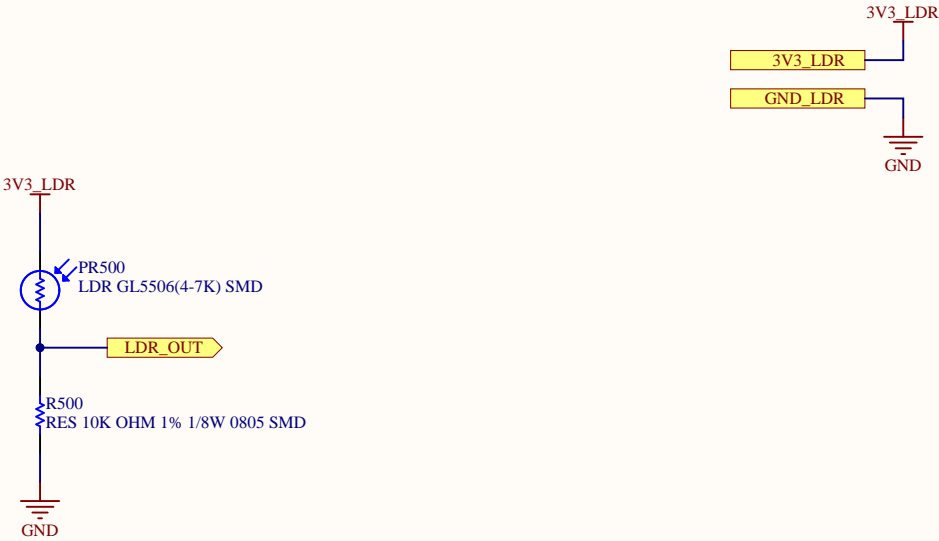 3V3_LDR
3V3_LDR
GND_LDR
GND
3V3_LDR
PR500
LDR GL5506(4-7K) SMD
LDR_OUT
R500
RES 10K OHM 1% 1/8W 0805 SMD
GND